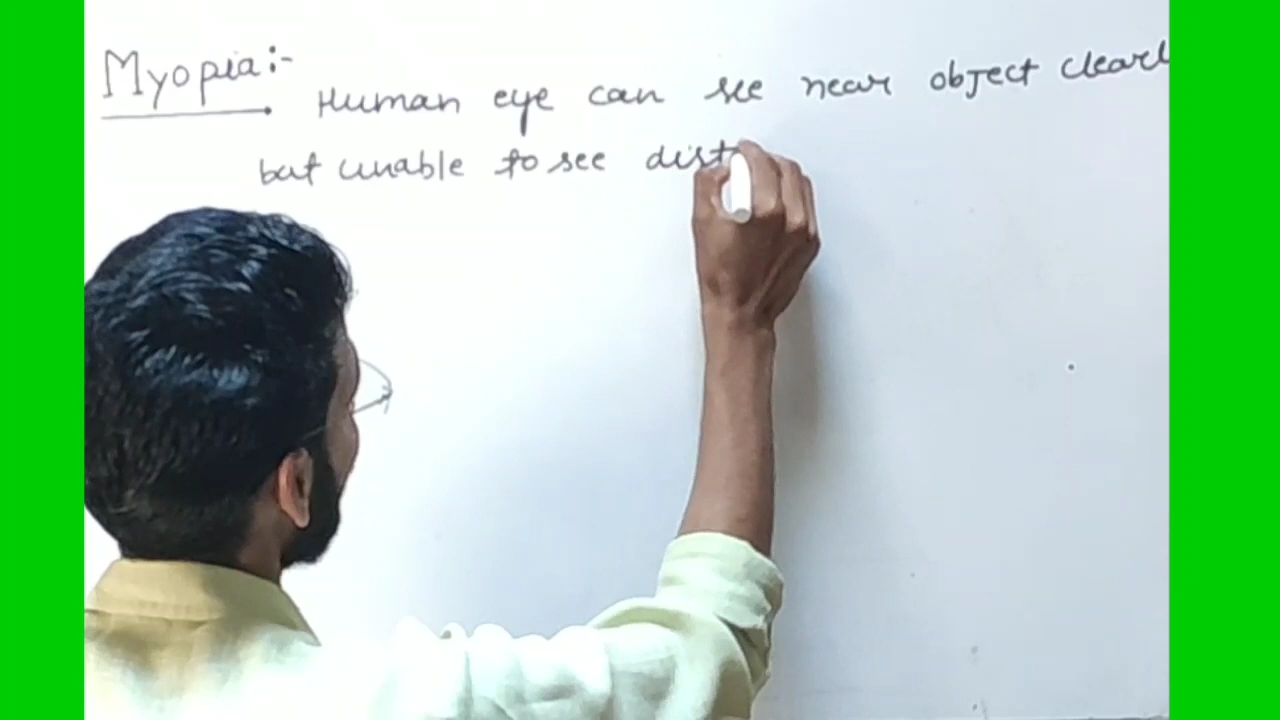 Myopia:-
Human eye can see near object clearl
but unable to see dist